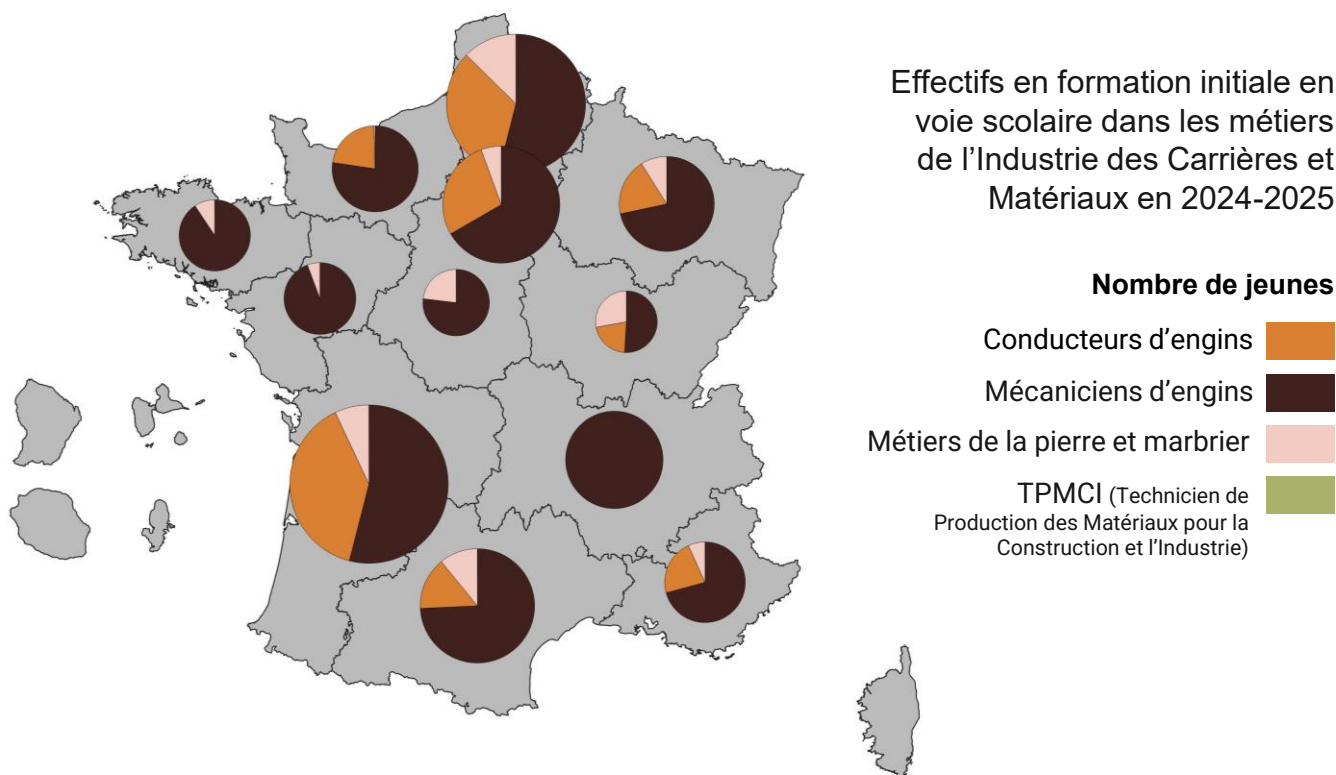 Effectifs en formation initiale en
voie scolaire dans les métiers
de l’Industrie des Carrières et
Matériaux en 2024-2025
Nombre de jeunes
Conducteurs d’engins
Mécaniciens d’engins
Métiers de la pierre et marbrier
TPMCI (Technicien de
Production des Matériaux pour la
Construction et l’Industrie)